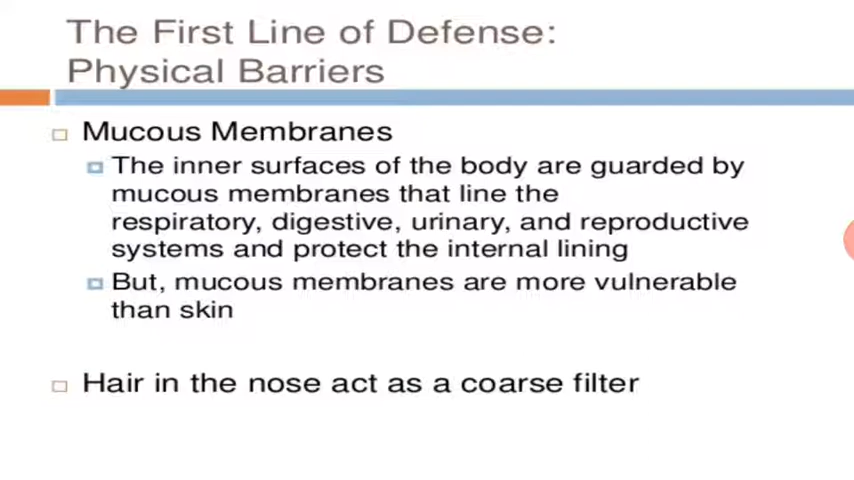 The First Line of Defense:
Physical Barriers
Mucous Membranes
The inner surfaces of the body are guarded by
mucous membranes that line the
respiratory, digestive, urinary, and reproductive
systems and protect the internal lining
But, mucous membranes are more vulnerable
than skin
Hair in the nose act as a coarse filter